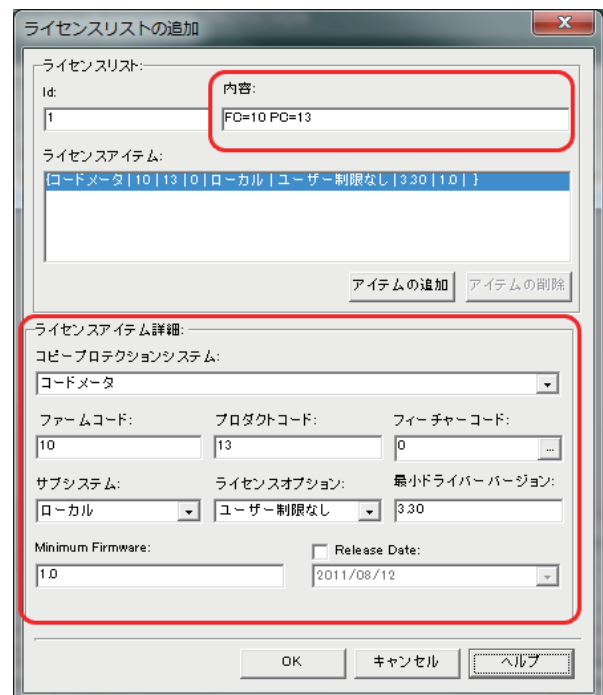 ライセンスリストの追加
ライセンスリスト:
Id:
内容:
1
FC=10 PC=13
ライセンスアイテム:
{コードメータ|10|13|0|ローカル|ユーザー制限なし|3.30|1.0| }
アイテムの追加
アイテムの削除
ライセンスアイテム詳細:
コピープロテクションシステム:
コードメータ
ファームコード:
プロダクトコード:
フィーチャーコード:
10
13
0
...
サブシステム:
ライセンスオプション:
最小ドライバー バージョン:
ローカル
ユーザー制限なし
3.30
Minimum Firmware:
Release Date:
1.0
2011/08/12
OK
キャンセル
ヘルプ